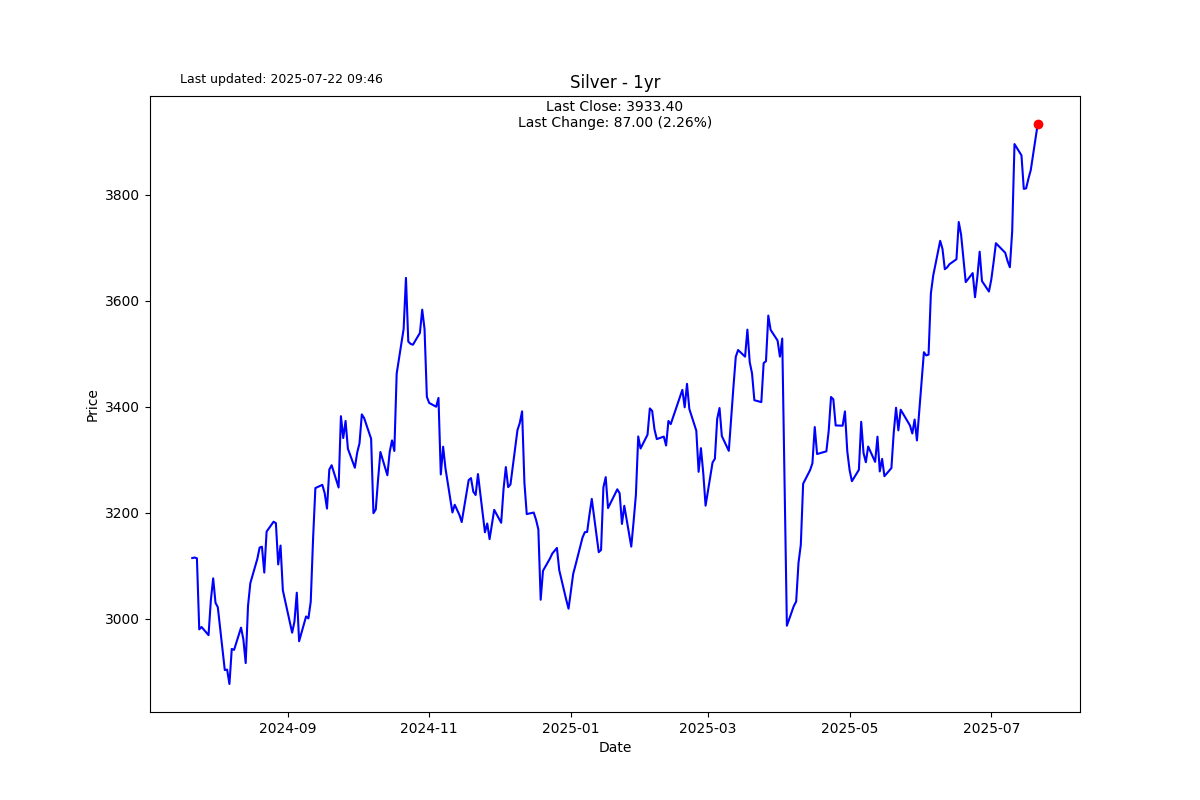 Last updated: 2025-07-22 09:46
Silver - 1yr
Last Close: 3933.40
Last Change: 87.00 (2.26%)
Price
3800
3600
3400
3200
3000
2024-09
2024-11
2025-01
2025-03
2025-05
2025-07
Date